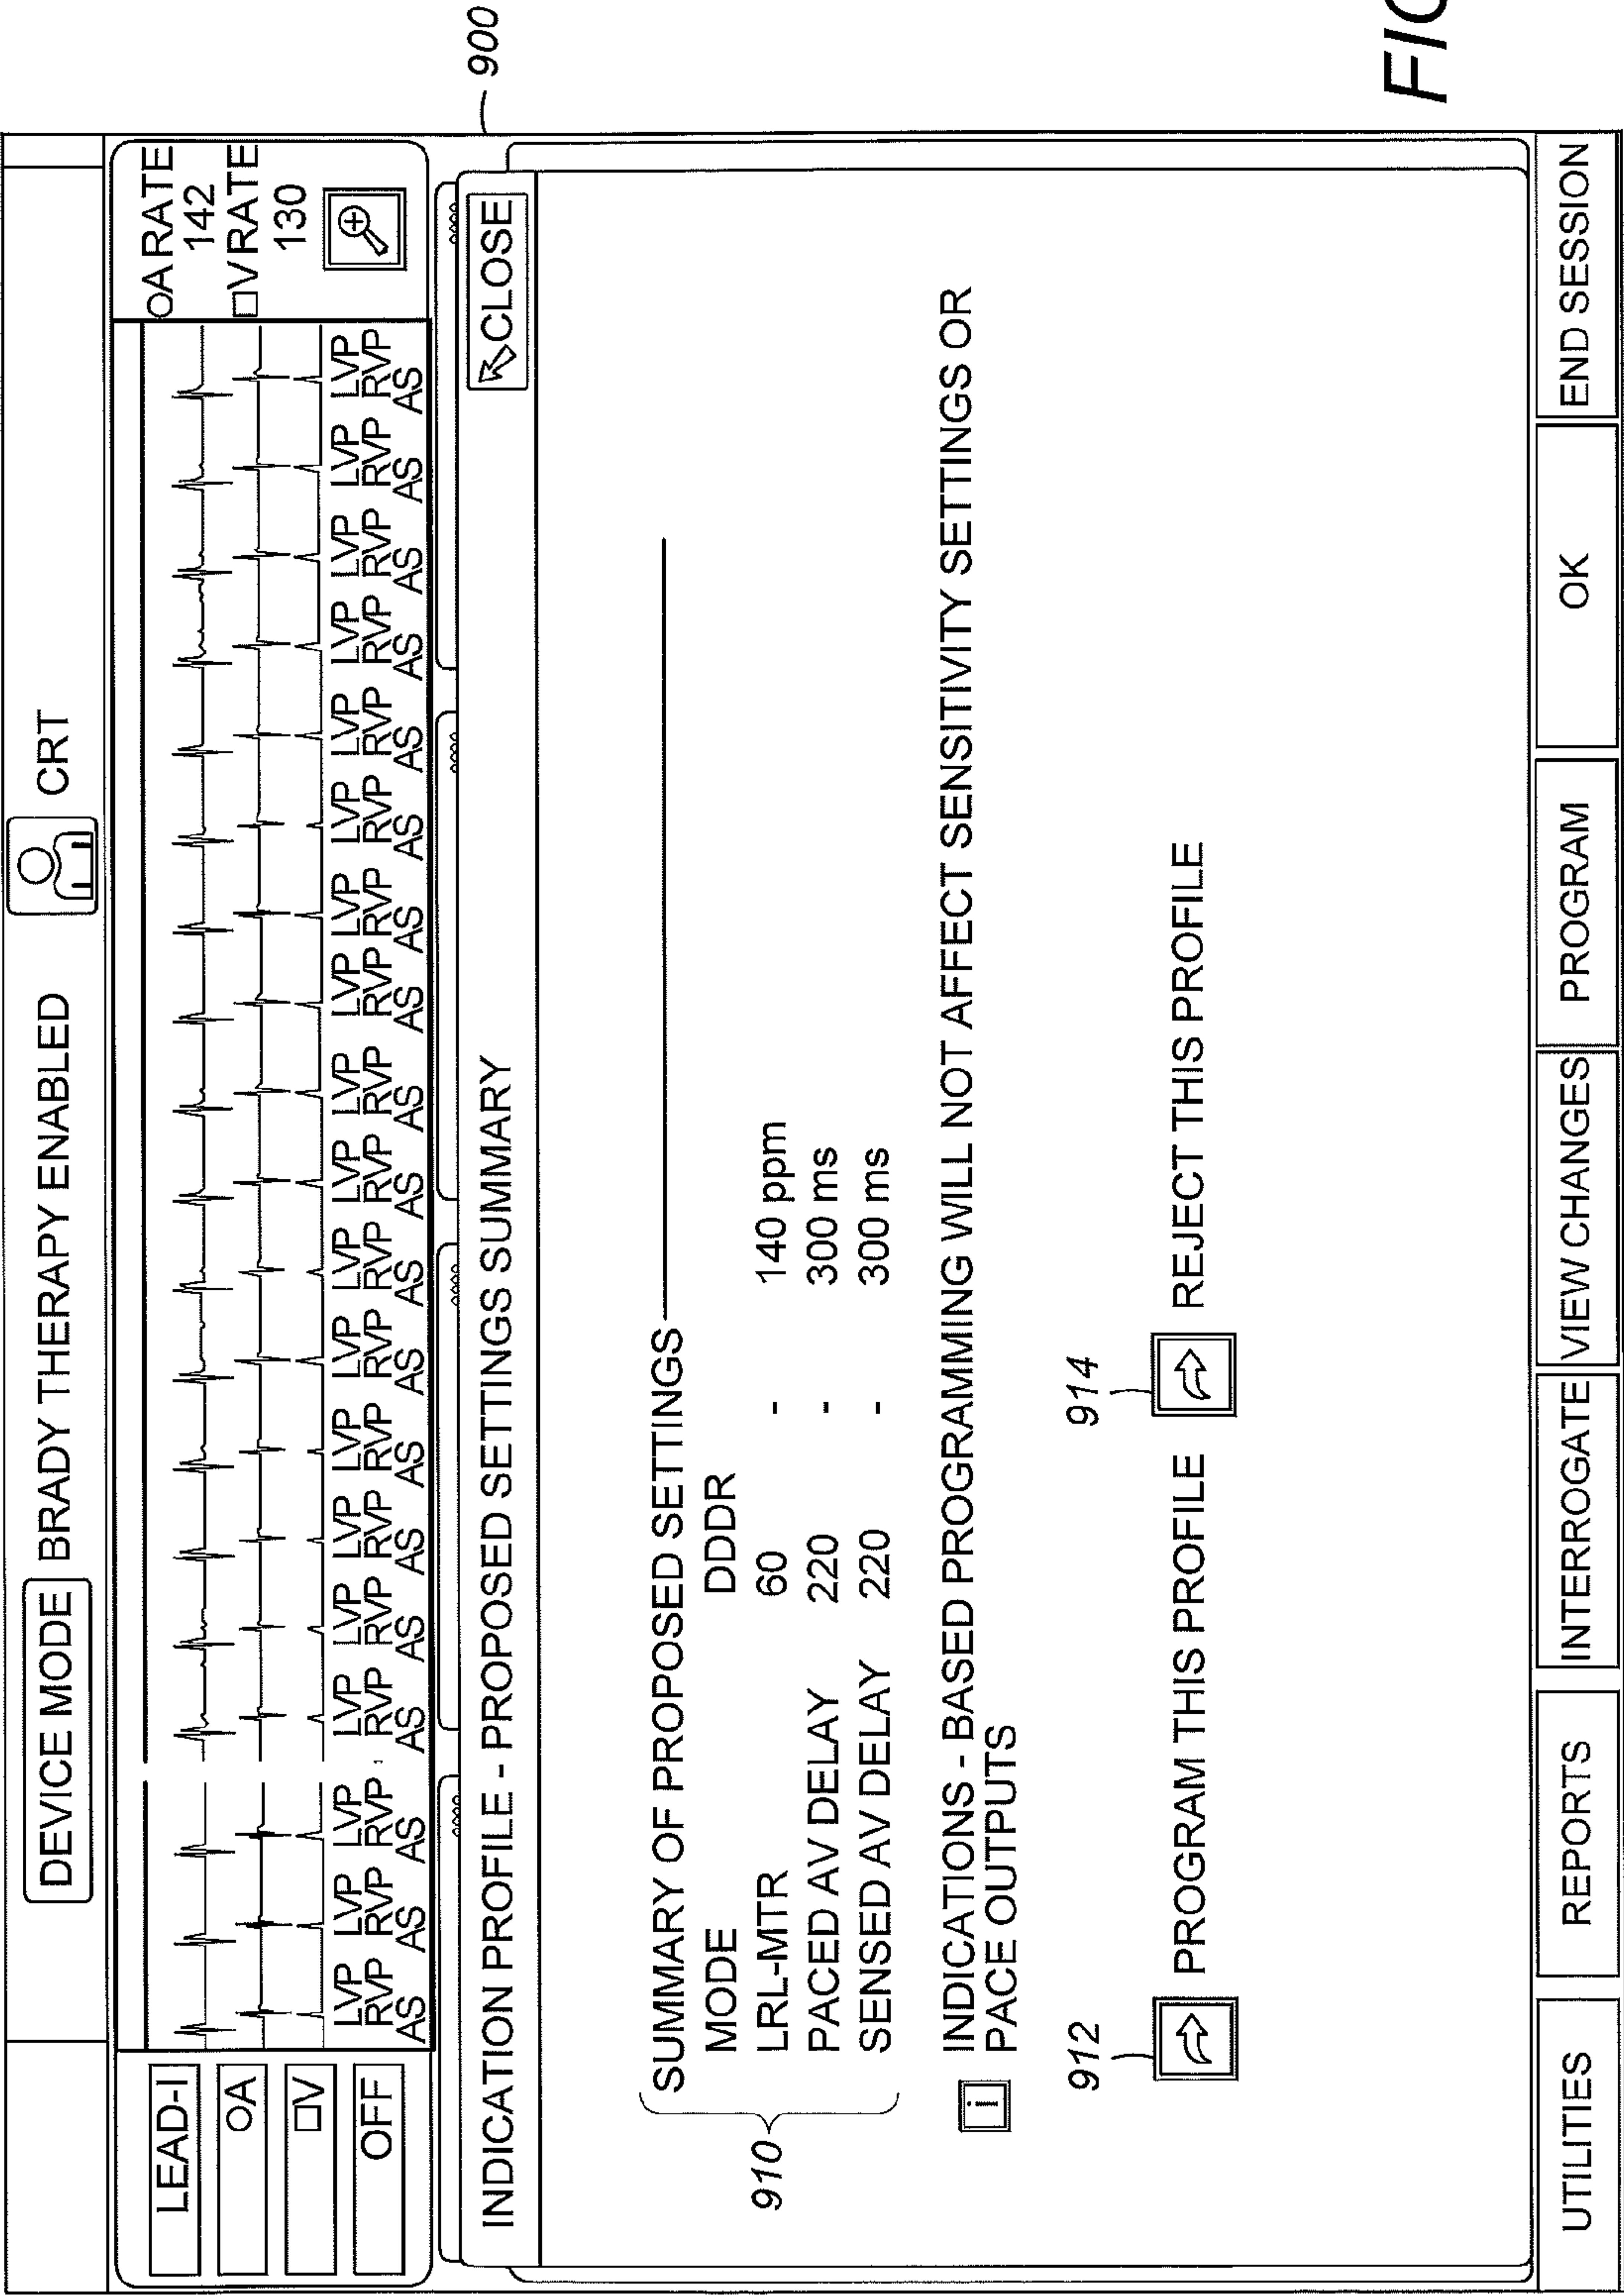 DEVICE MODE BRADY THERAPY ENABLED CRT
LEAD-I
○A
□V
OFF
○ARATE
142
□VRATE
130
LVP LVP LVP LVP LVP LVP LVP LVP LVP LVP LVP LVP LVP LVP LVP LVP LVP LVP LVP
RVP RVP RVP RVP RVP RVP RVP RVP RVP RVP RVP RVP RVP RVP RVP RVP RVP RVP RVP
AS AS AS AS AS AS AS AS AS AS AS AS AS AS AS AS AS AS AS
900
INDICATION PROFILE - PROPOSED SETTINGS SUMMARY CLOSE
910
SUMMARY OF PROPOSED SETTINGS
MODE DDDR
LRL-MTR 60 - 140 ppm
PACED AV DELAY 220 - 300 ms
SENSED AV DELAY 220 - 300 ms
i INDICATIONS - BASED PROGRAMMING WILL NOT AFFECT SENSITIVITY SETTINGS OR
PACE OUTPUTS
912 914
PROGRAM THIS PROFILE REJECT THIS PROFILE
UTILITIES REPORTS INTERROGATE VIEW CHANGES PROGRAM OK END SESSION